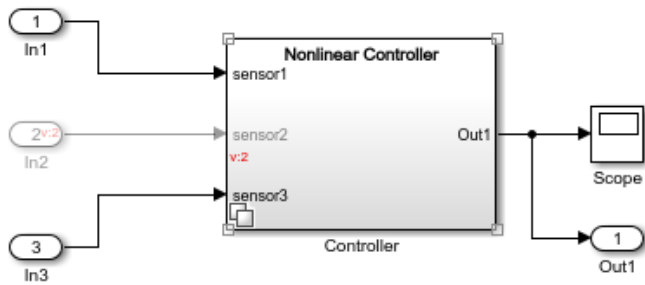 1
In1
Nonlinear Controller
sensor1
2 v:2
In2
sensor2
v:2
Out1
sensor3
3
In3
Controller
Scope
1
Out1